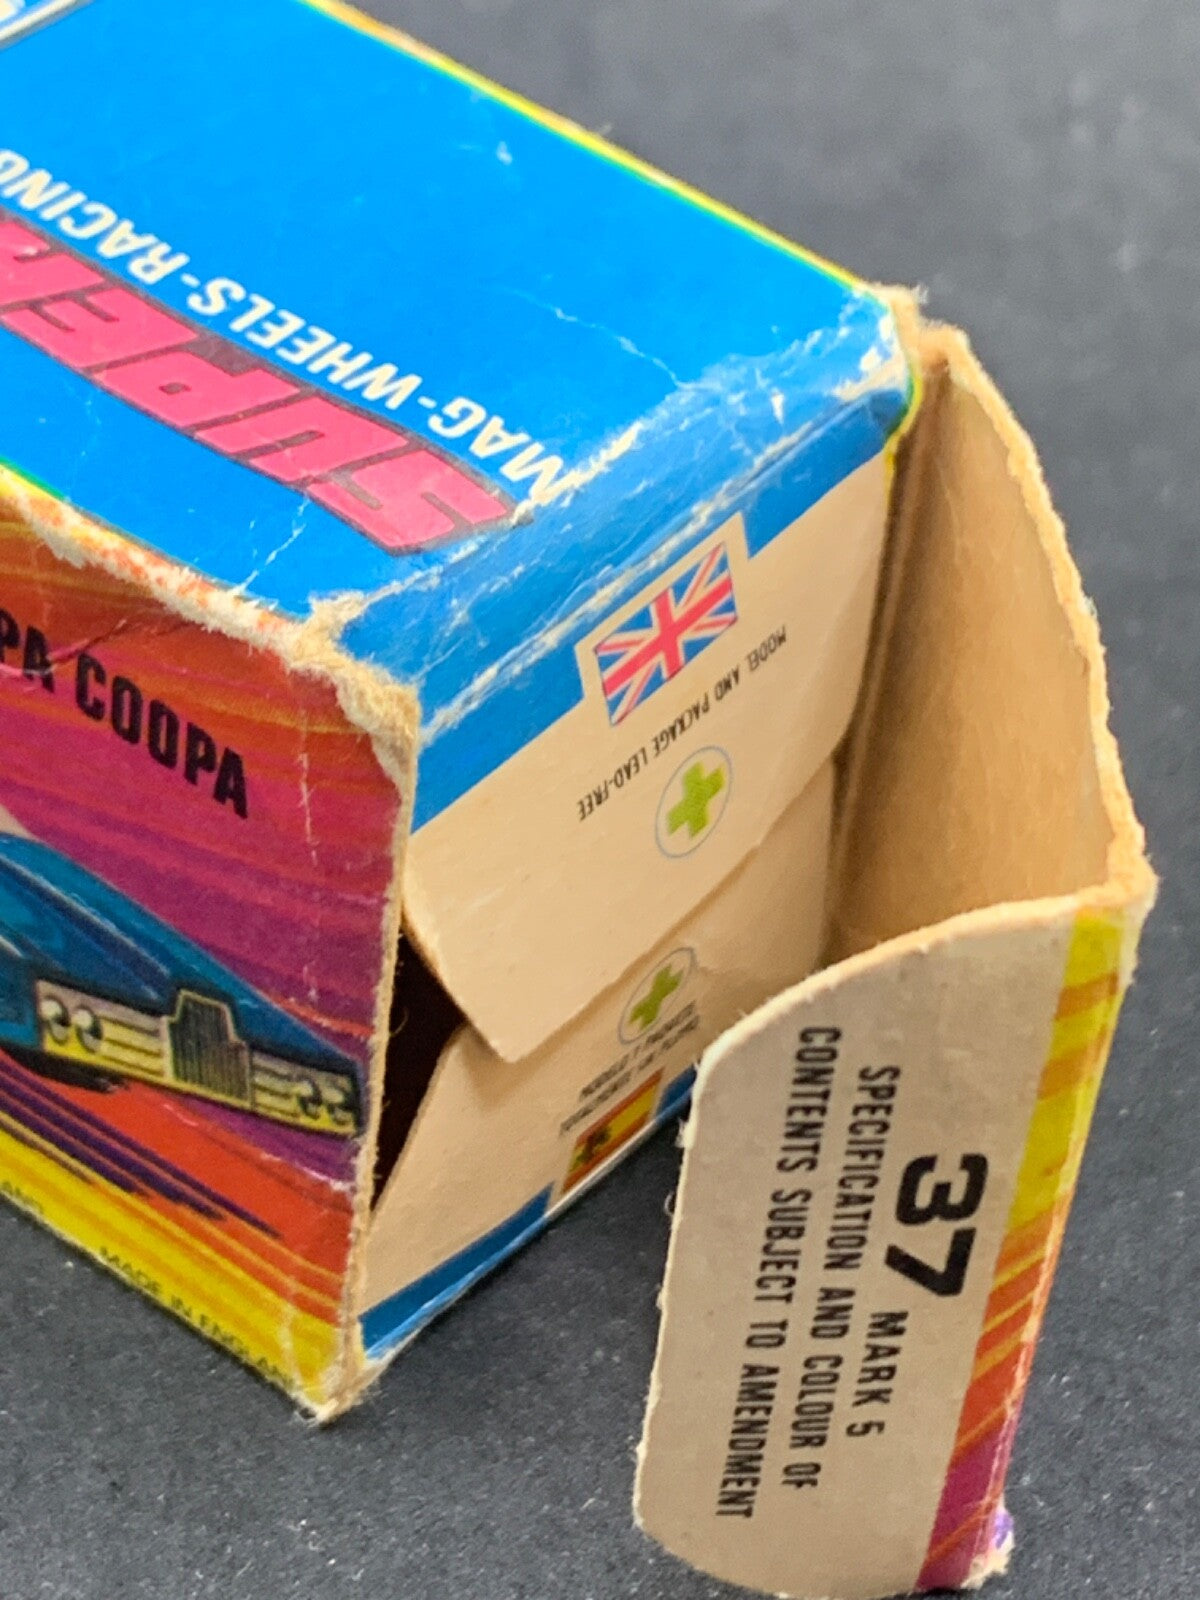 MAG-WHEELS-RACING
SUPER
PA COOPA
MADE IN ENGLAND
MODEL AND PACKAGE LEAD-FREE
37 MARK 5
SPECIFICATION AND COLOUR OF
CONTENTS SUBJECT TO AMENDMENT